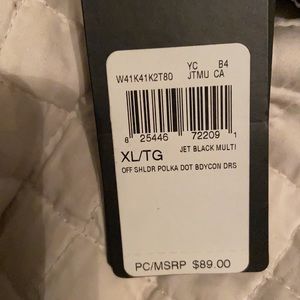 W41K41K2T80 YC B4
JTMU CA
8 25446 72209 1
XL/TG JET BLACK MULTI
OFF SHLDR POLKA DOT BDYCON DRS
PC/MSRP $89.00